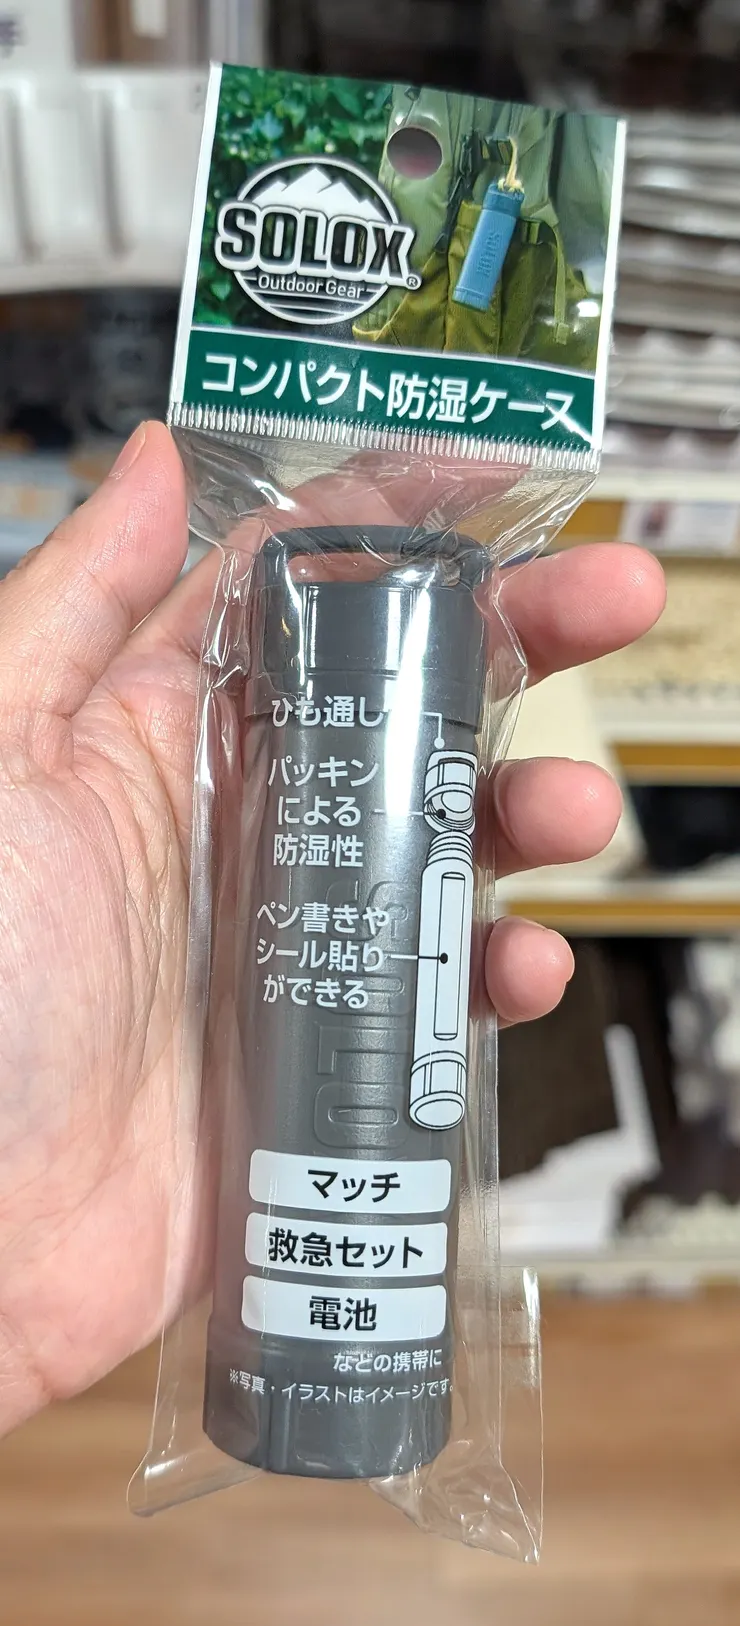 SOLOX®
Outdoor Gear
コンパクト防湿ケース
ひも通し
パッキン
による
防湿性
ペン書きや
シール貼り
ができる
マッチ
救急セット
電池
などの携帯に
※写真・イラストはイメージです。